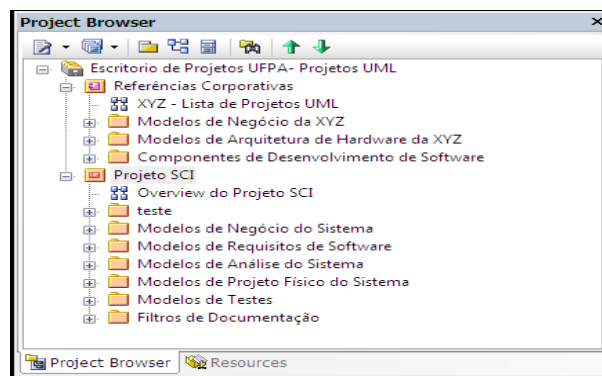 Project Browser
Escritorio de Projetos UFPA- Projetos UML
Referências Corporativas
XYZ - Lista de Projetos UML
Modelos de Negócio da XYZ
Modelos de Arquitetura de Hardware da XYZ
Componentes de Desenvolvimento de Software
Projeto SCI
Overview do Projeto SCI
teste
Modelos de Negócio do Sistema
Modelos de Requisitos de Software
Modelos de Análise do Sistema
Modelos de Projeto Físico do Sistema
Modelos de Testes
Filtros de Documentação
Project Browser Resources